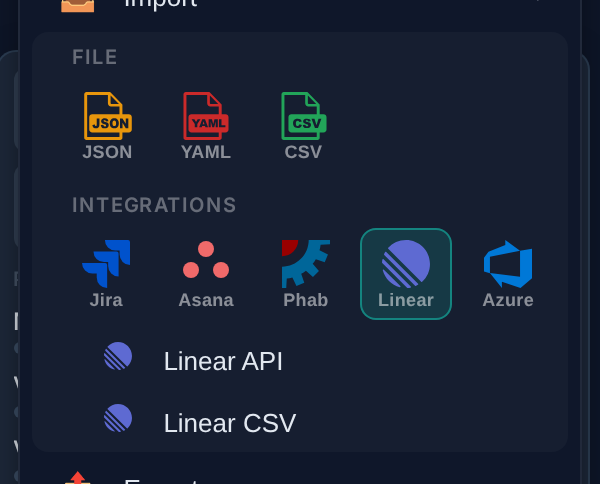 Import
FILE
JSON YAML CSV
JSON YAML CSV
INTEGRATIONS
Jira Asana Phab Linear Azure
Linear API
Linear CSV
Export